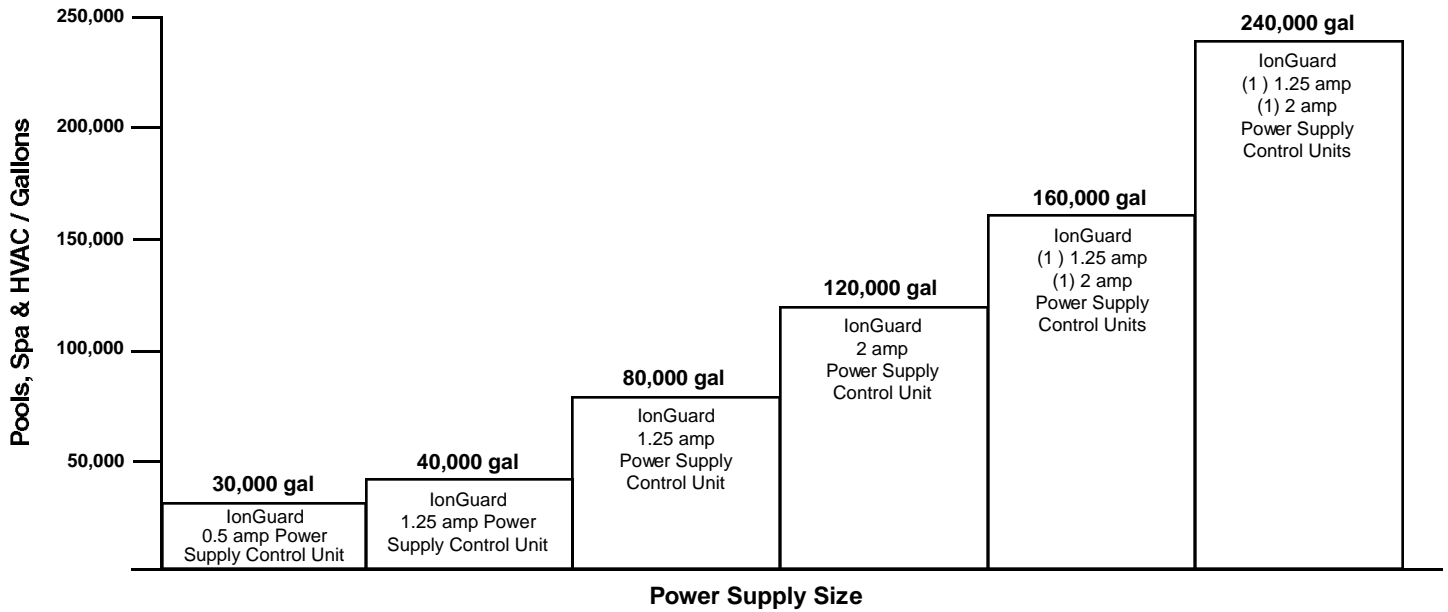 Pools, Spa & HVAC / Gallons
250,000
200,000
150,000
100,000
50,000
30,000 gal
IonGuard
0.5 amp Power
Supply Control Unit
40,000 gal
IonGuard
1.25 amp Power
Supply Control Unit
80,000 gal
IonGuard
1.25 amp
Power Supply
Control Unit
120,000 gal
IonGuard
2 amp
Power Supply
Control Unit
160,000 gal
IonGuard
(1 ) 1.25 amp
(1) 2 amp
Power Supply
Control Units
240,000 gal
IonGuard
(1 ) 1.25 amp
(1) 2 amp
Power Supply
Control Units
Power Supply Size